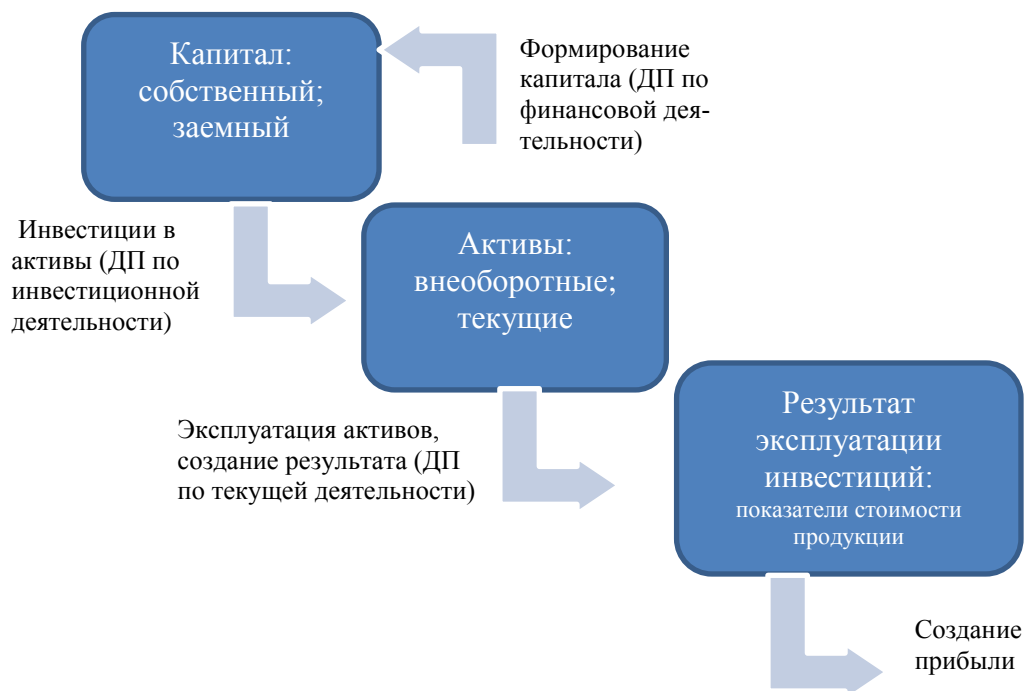 Капитал:
собственный;
заемный
Формирование
капитала (ДП по
финансовой дея-
тельности)
Инвестиции в
активы (ДП по
инвестиционной
деятельности)
Активы:
внеоборотные;
текущие
Эксплуатация активов,
создание результата (ДП
по текущей деятельности)
Результат
эксплуатации
инвестиций:
показатели стоимости
продукции
Создание
прибыли